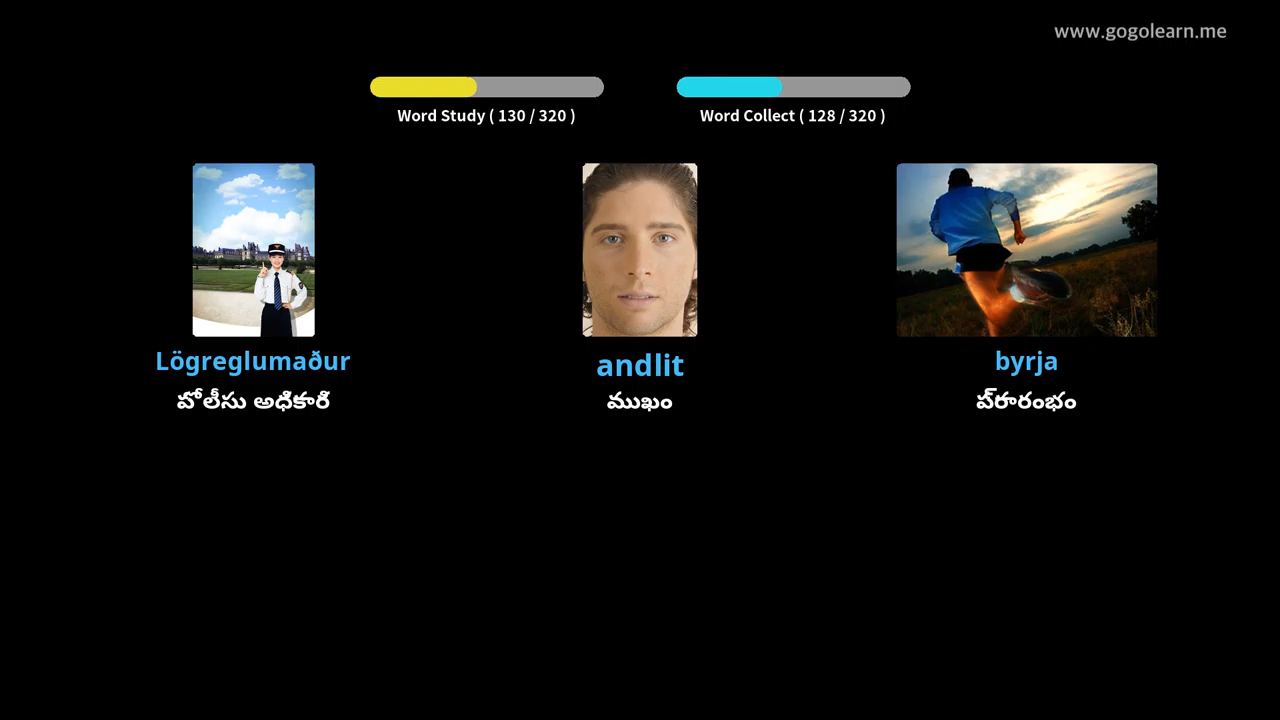 www.gogolearn.me
Word Study ( 130 / 320 )
Word Collect ( 128 / 320 )
Lögreglumaður
పోలీసు అధికారి
andlit
ముఖం
byrja
ప్రారంభం